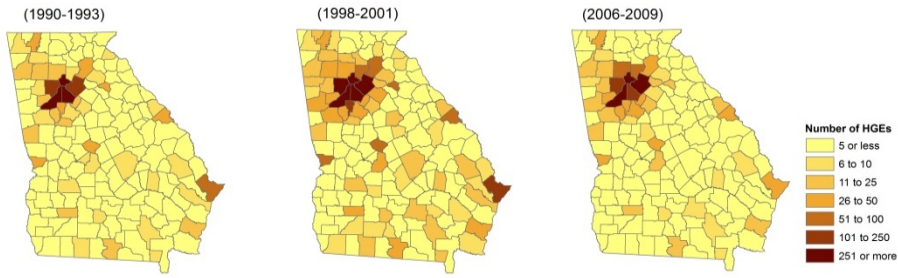 (1990-1993)
(1998-2001)
(2006-2009)
Number of HGEs
5 or less
6 to 10
11 to 25
26 to 50
51 to 100
101 to 250
251 or more